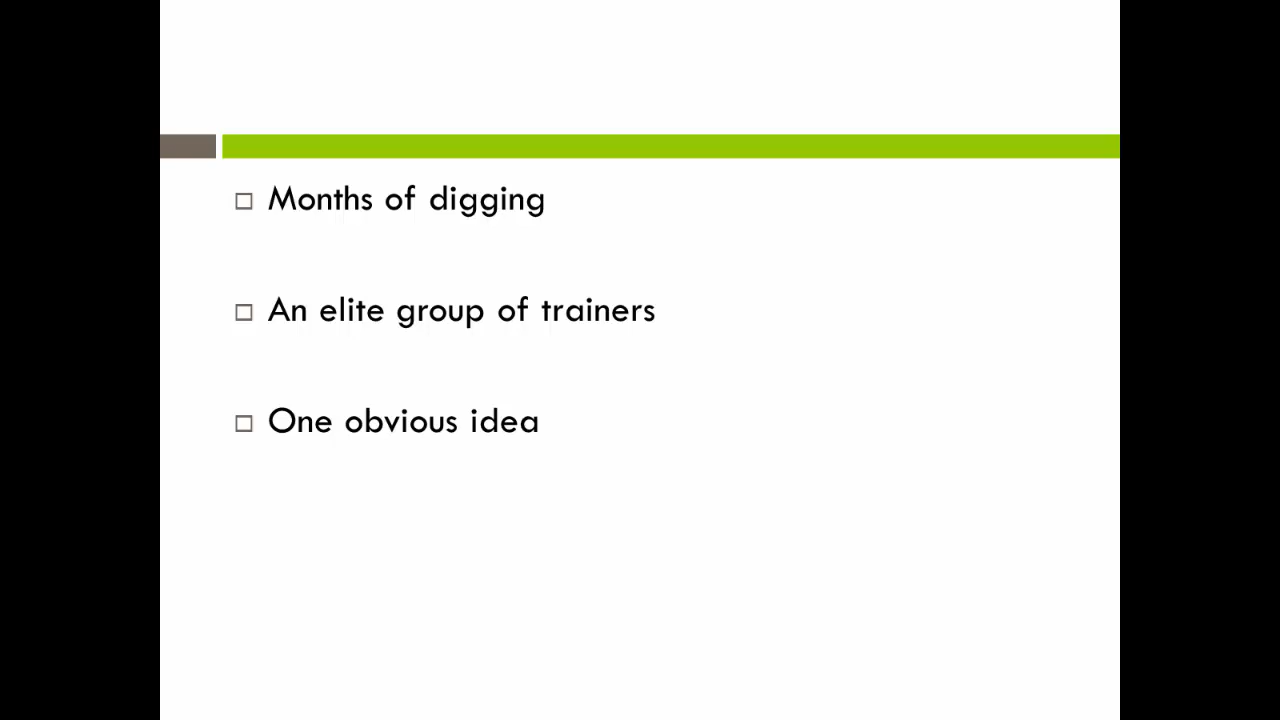 Months of digging
An elite group of trainers
One obvious idea